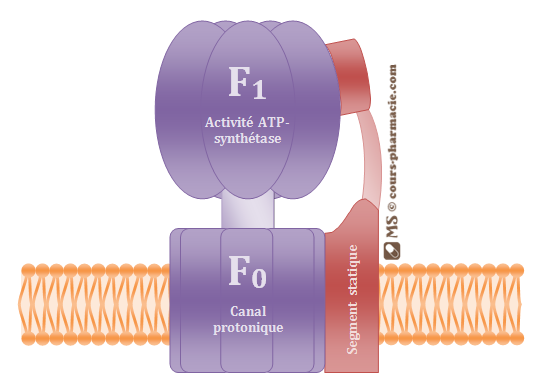 F1
Activité ATP-
synthétase
F0
Canal
protonique
Segment statique
MS © cours-pharmacie.com